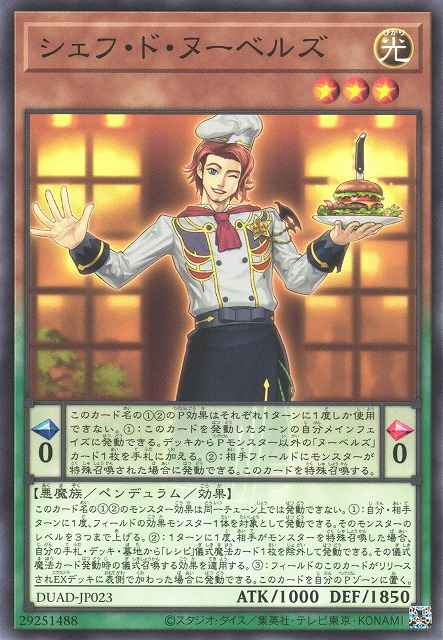 シェフ・ド・ヌーベルズ
光
このカード名の①②のP効果はそれぞれ1ターンに1度しか使用
できない。①：このカードを発動したターンの自分メインフェ
イズに発動できる。デッキからPモンスター以外の「ヌーベルズ」
カード1枚を手札に加える。②：相手フィールドにモンスターが
特殊召喚された場合に発動できる。このカードを特殊召喚する。
0
0
【悪魔族／ペンデュラム／効果】
このカード名の①②のモンスター効果は同一チェーン上では発動できない。①：自分・相手
ターンに1度、フィールドの効果モンスター1体を対象として発動できる。そのモンスターの
レベルを3つまで上げる。②：1ターンに1度、相手がモンスターを特殊召喚した場合、
自分の手札・デッキ・墓地から「レシピ」儀式魔法カード1枚を除外して発動できる。その儀式
魔法カード発動時の儀式召喚する効果を適用する。③：フィールドのこのカードがリリース
されEXデッキに表側で加わった場合に発動できる。このカードを自分のPゾーンに置く。
DUAD-JP023
ATK/1000
DEF/1850
29251488
©スタジオ・ダイス／集英社・テレビ東京・KONAMI